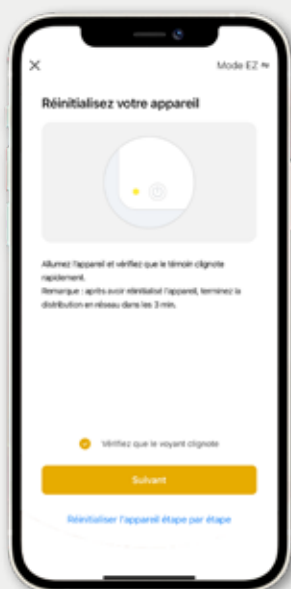 Mode EZ
Réinitialisez votre appareil
Allumez l'appareil et vérifiez que le témoin clignote
rapidement.
Remarque : après avoir réinitialisé l'appareil, terminez la
distribution en réseau dans les 3 min.
Vérifiez que le voyant clignote
Suivant
Réinitialiser l'appareil étape par étape